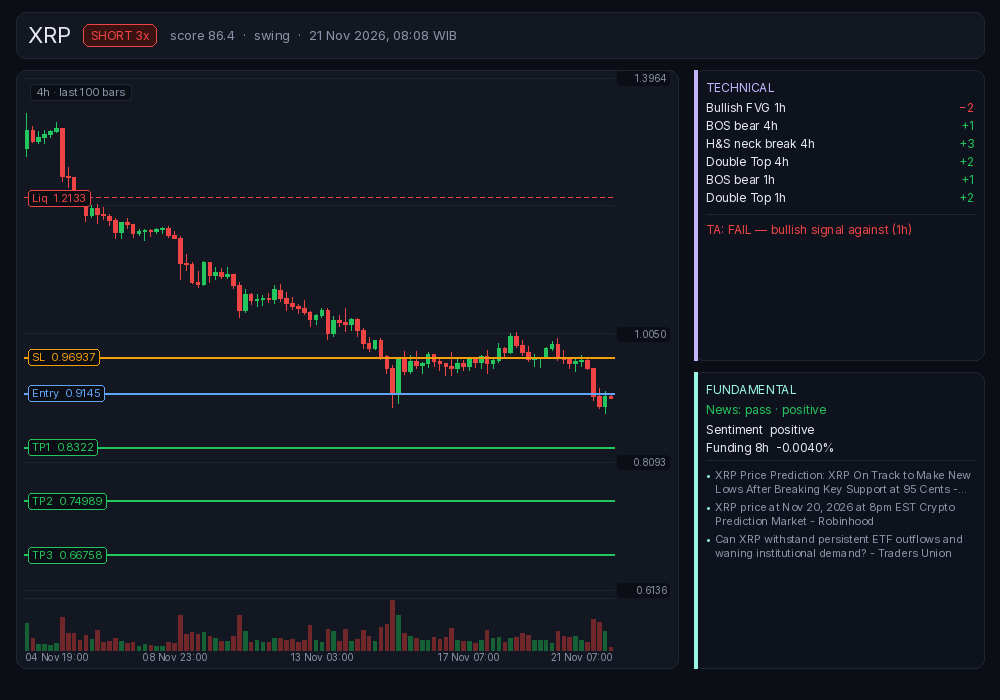 XRP SHORT 3x score 86.4 · swing · 21 Nov 2026, 08:08 WIB
4h · last 100 bars
1.3964
Liq 1.2133
1.0050
SL 0.96937
Entry 0.9145
TP1 0.8322
0.8093
TP2 0.74989
TP3 0.66758
0.6136
04 Nov 19:00 08 Nov 23:00 13 Nov 03:00 17 Nov 07:00 21 Nov 07:00
TECHNICAL
Bullish FVG 1h −2
BOS bear 4h +1
H&S neck break 4h +3
Double Top 4h +2
BOS bear 1h +1
Double Top 1h +2
TA: FAIL — bullish signal against (1h)
FUNDAMENTAL
News: pass · positive
Sentiment positive
Funding 8h -0.0040%
• XRP Price Prediction: XRP On Track to Make New
Lows After Breaking Key Support at 95 Cents -...
• XRP price at Nov 20, 2026 at 8pm EST Crypto
Prediction Market - Robinhood
• Can XRP withstand persistent ETF outflows and
waning institutional demand? - Traders Union